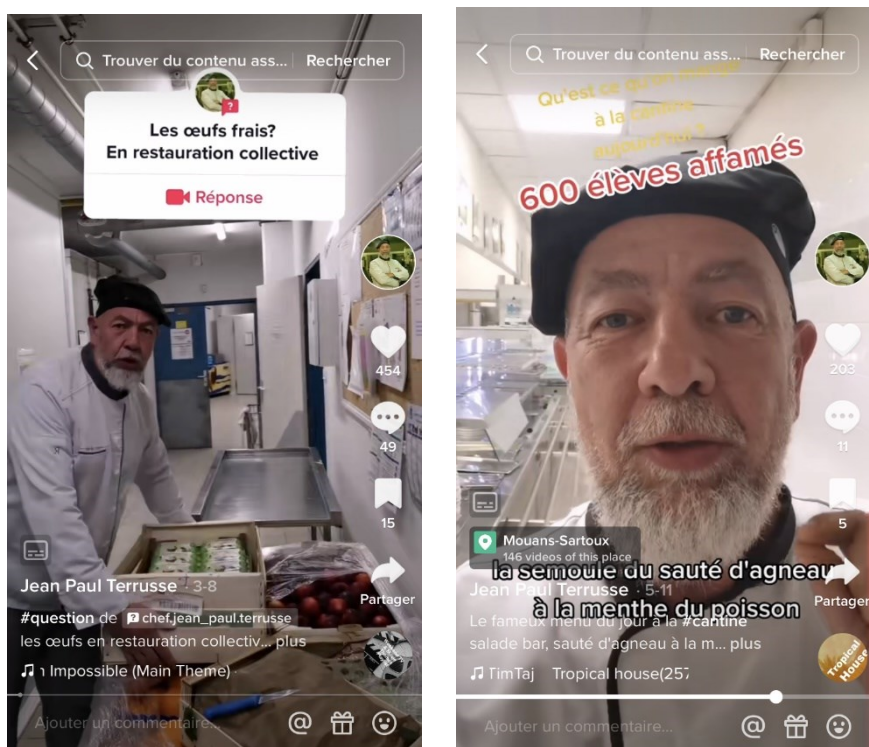 Trouver du contenu ass... Rechercher
Les œufs frais?
En restauration collective
Réponse
454
49
15
Partager
Jean Paul Terrusse · 3-8
#question de chef.jean_paul.terrusse
les œufs en restauration collectiv... plus
Impossible (Main Theme)
Ajouter un commentaire...
Trouver du contenu ass... Rechercher
Qu'est ce qu'on mange
à la cantine
aujourd'hui ?
600 élèves affamés
203
11
5
Partager
Mouans-Sartoux
146 videos of this place
la semoule du sauté d'agneau
à la menthe du poisson
Jean Paul Terrusse · 5-11
Le fameux menu du jour à la #cantine
salade bar, sauté d'agneau à la m... plus
TimTaj Tropical house(257
Tropical
House
Ajouter un commentaire...